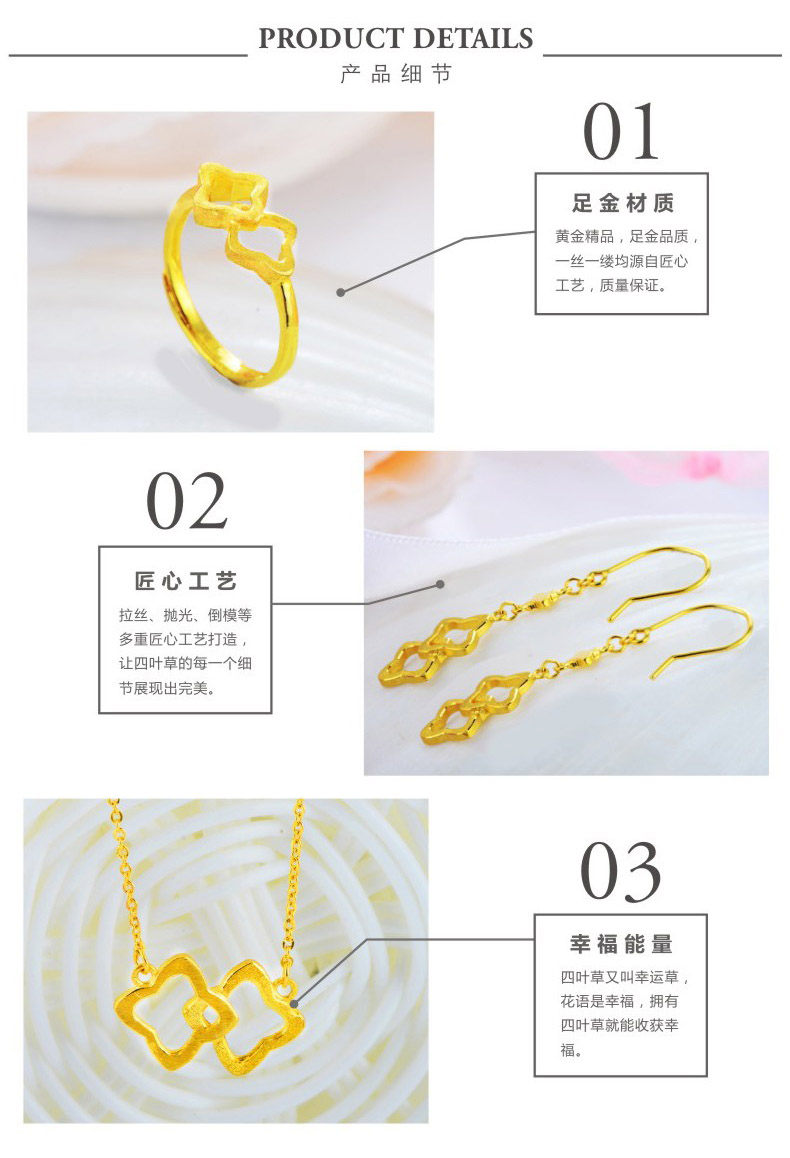 PRODUCT DETAILS
产品细节
01
足金材质
黄金精品，足金品质，
一丝一缕均源自匠心
工艺，质量保证。
02
匠心工艺
拉丝、抛光、倒模等
多重匠心工艺打造，
让四叶草的每一个细
节展现出完美。
03
幸福能量
四叶草又叫幸运草，
花语是幸福，拥有
四叶草就能收获幸
福。